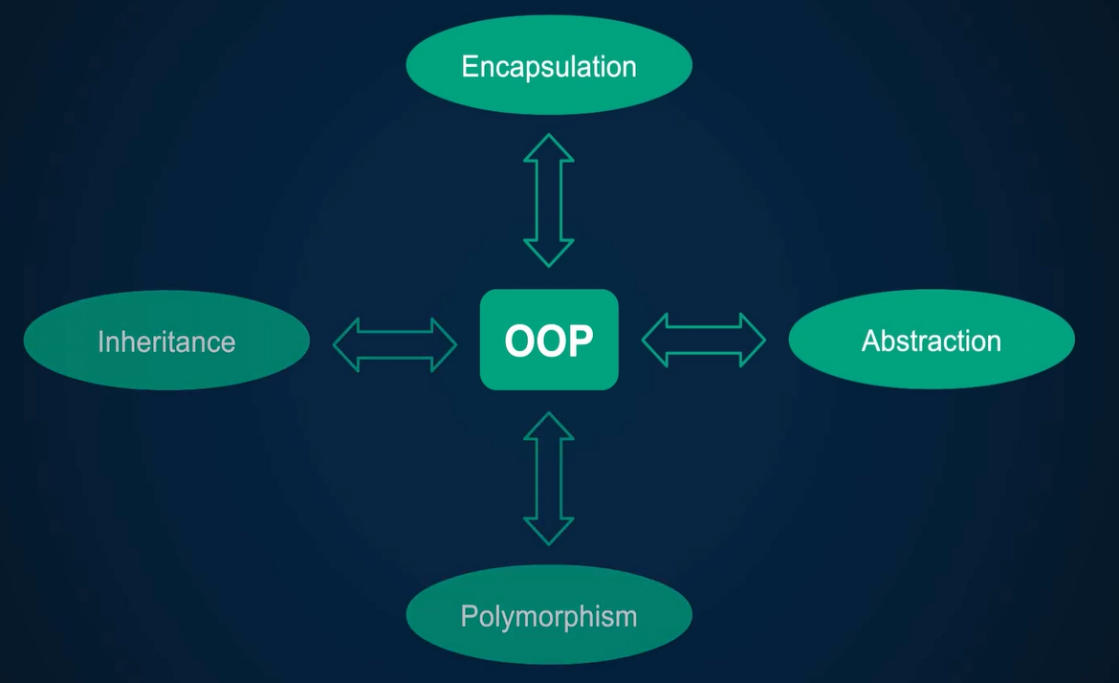 Encapsulation
Inheritance
OOP
Abstraction
Polymorphism